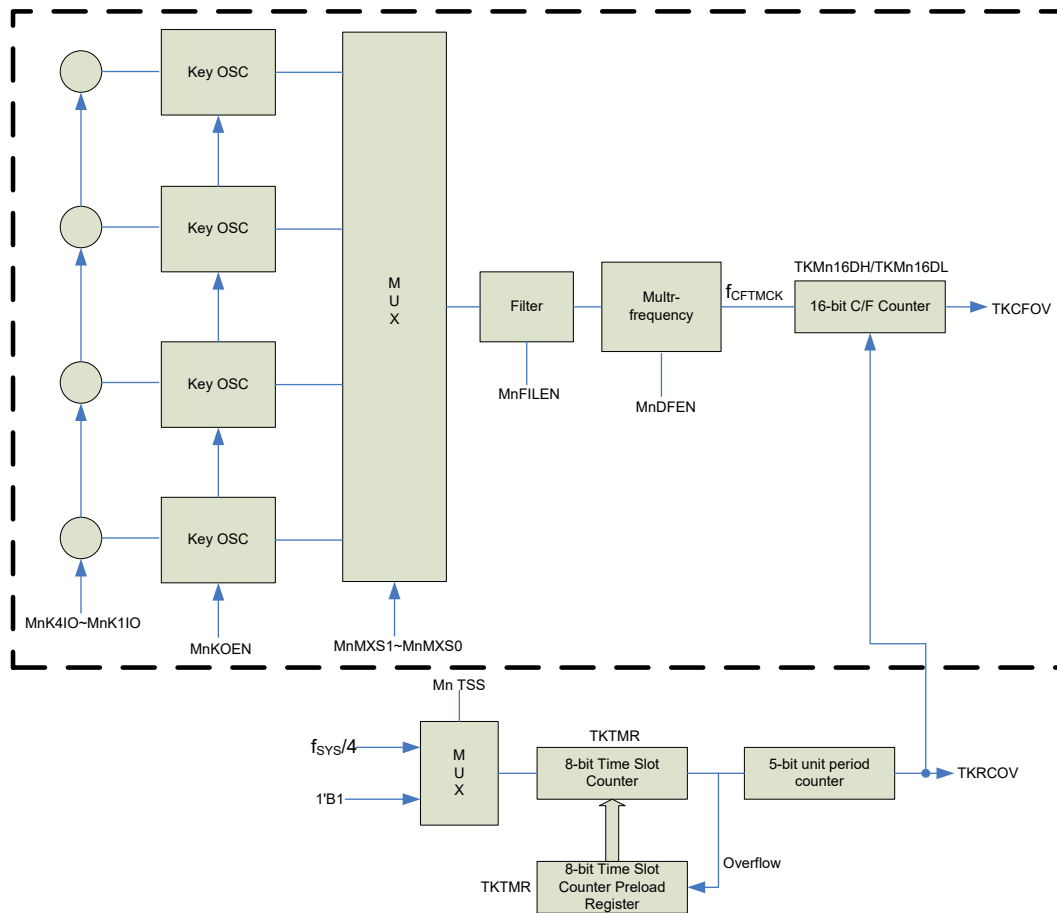 Key OSC
Key OSC
Key OSC
Key OSC
M
U
X
Filter
Multr-
frequency
fCFTMCK
TKMn16DH/TKMn16DL
16-bit C/F Counter
TKCFOV
MnFILEN
MnDFEN
MnK4IO~MnK1IO
MnKOEN
MnMXS1~MnMXS0
Mn TSS
fSYS/4
1'B1
M
U
X
TKTMR
8-bit Time Slot
Counter
5-bit unit period
counter
TKRCOV
Overflow
TKTMR
8-bit Time Slot
Counter Preload
Register